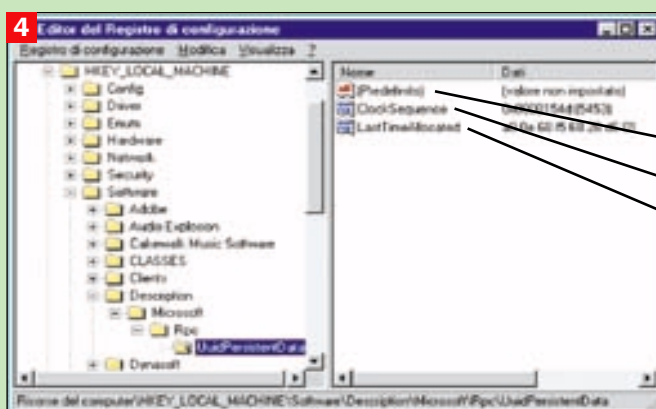 4
Editor del Registro di configurazione
Registro di configurazione Modifica Visualizza ?
HKEY_LOCAL_MACHINE
Config
Driver
Enum
Hardware
Network
Security
Software
Adobe
Audio Explosion
Cakewalk Music Software
CLASSES
Clients
Description
Microsoft
Rpc
UuidPersistentData
Dynasoft
Nome Dati
(Predefinito) (valore non impostato)
ClockSequence
LastTimeAllocated
Risorse del computer\HKEY_LOCAL_MACHINE\Software\Description\Microsoft\Rpc\UuidPersistentData